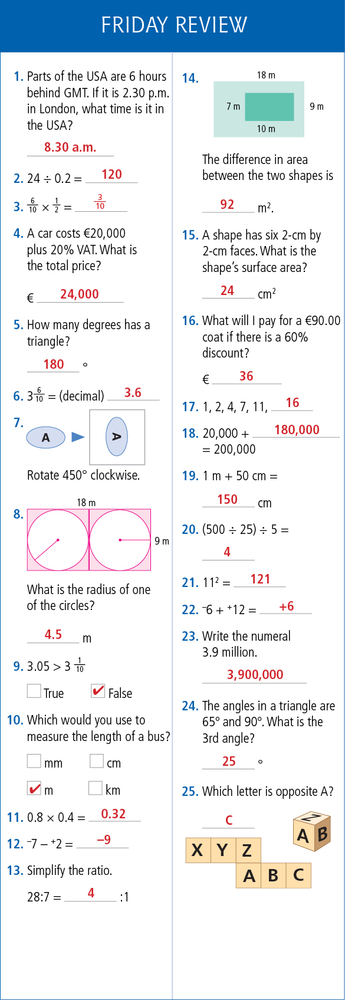 FRIDAY REVIEW
1. Parts of the USA are 6 hours
behind GMT. If it is 2.30 p.m.
in London, what time is it in
the USA?
8.30 a.m.
2. 24 ÷ 0.2 = 120
3. 6/10 × 1/2 = 3/10
4. A car costs €20,000
plus 20% VAT. What is
the total price?
€ 24,000
5. How many degrees has a
triangle?
180 °
6. 3 6/10 = (decimal) 3.6
7.
A A
Rotate 450° clockwise.
18 m
8.
9 m
What is the radius of one
of the circles?
4.5 m
9. 3.05 > 3 1/10
True ✔ False
10. Which would you use to
measure the length of a bus?
mm cm
✔ m km
11. 0.8 × 0.4 = 0.32
12. ⁻7 – ⁺2 = –9
13. Simplify the ratio.
28:7 = 4 :1
14.
18 m
7 m 9 m
10 m
The difference in area
between the two shapes is
92 m².
15. A shape has six 2-cm by
2-cm faces. What is the
shape’s surface area?
24 cm²
16. What will I pay for a €90.00
coat if there is a 60%
discount?
€ 36
17. 1, 2, 4, 7, 11, 16
18. 20,000 + 180,000
= 200,000
19. 1 m + 50 cm =
150 cm
20. (500 ÷ 25) ÷ 5 =
4
21. 11² = 121
22. ⁻6 + ⁺12 = +6
23. Write the numeral
3.9 million.
3,900,000
24. The angles in a triangle are
65º and 90º. What is the
3rd angle?
25 °
25. Which letter is opposite A?
C
Z
A B
X Y Z
A B C